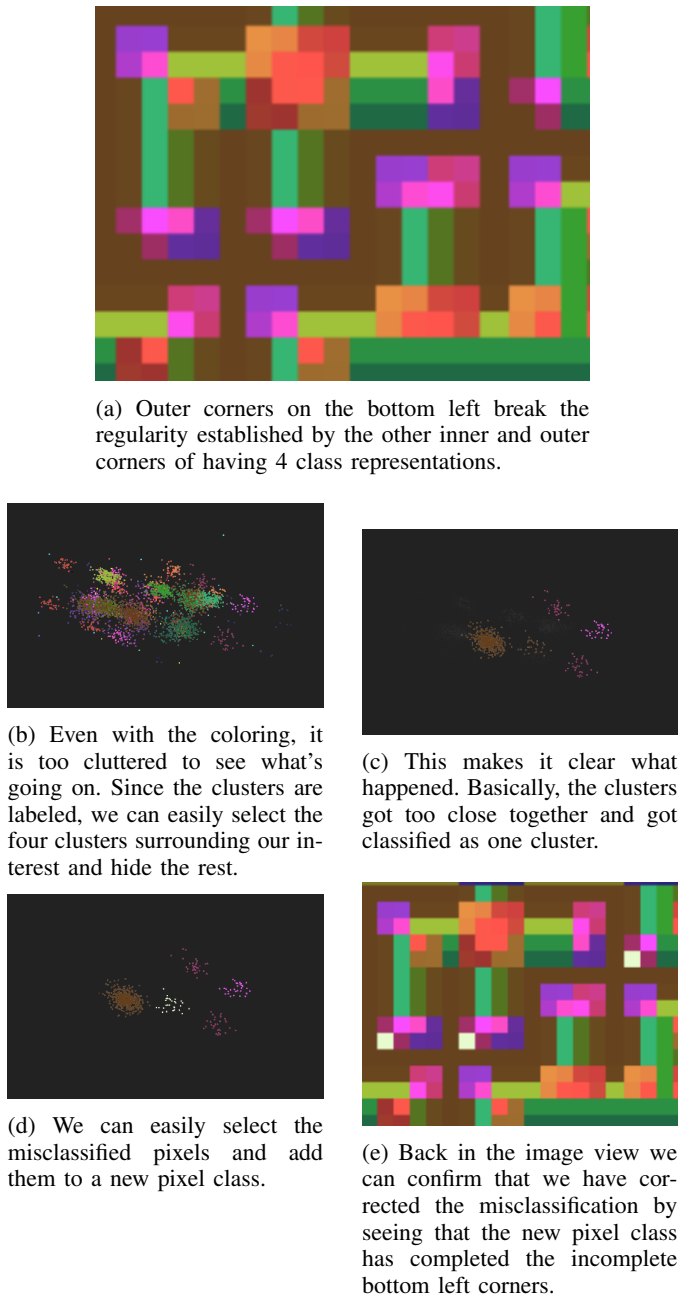 (a) Outer corners on the bottom left break the
regularity established by the other inner and outer
corners of having 4 class representations.
(b) Even with the coloring, it
is too cluttered to see what's
going on. Since the clusters are
labeled, we can easily select the
four clusters surrounding our in-
terest and hide the rest.
(c) This makes it clear what
happened. Basically, the clusters
got too close together and got
classified as one cluster.
(d) We can easily select the
misclassified pixels and add
them to a new pixel class.
(e) Back in the image view we
can confirm that we have cor-
rected the misclassification by
seeing that the new pixel class
has completed the incomplete
bottom left corners.